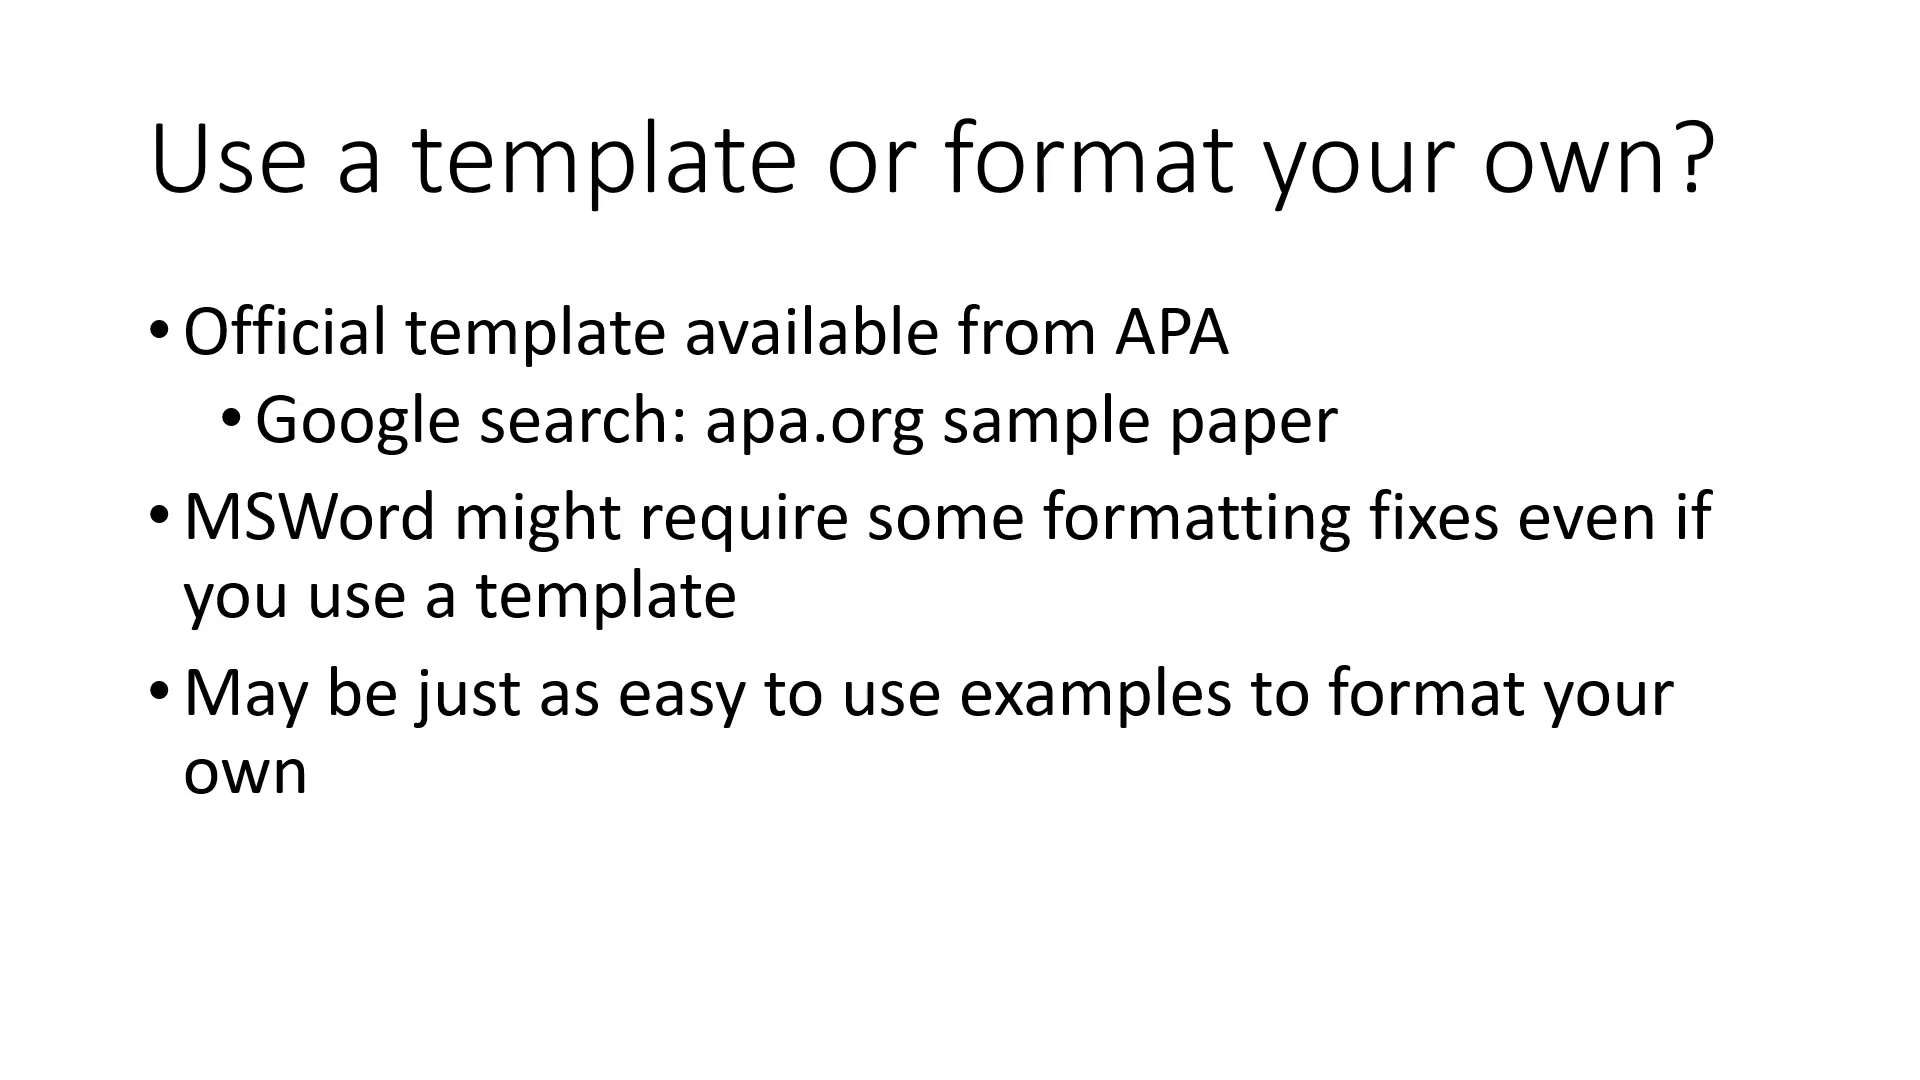 Use a template or format your own?
• Official template available from APA
• Google search: apa.org sample paper
• MSWord might require some formatting fixes even if
you use a template
• May be just as easy to use examples to format your
own